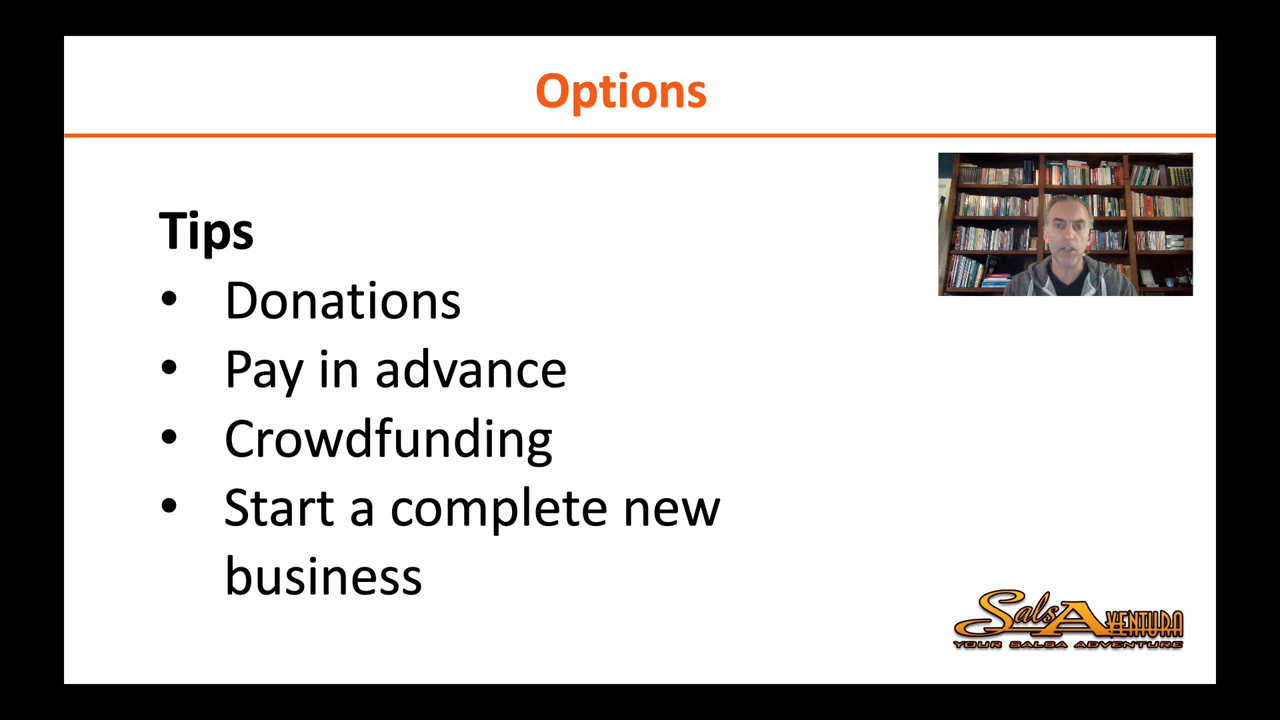 Options
Tips
• Donations
• Pay in advance
• Crowdfunding
• Start a complete new
business
SalsAventura
YOUR SALSA ADVENTURE